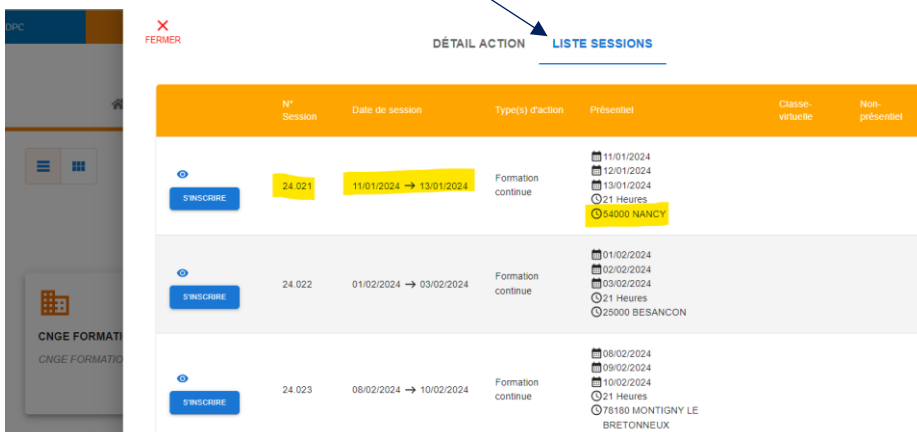 DPC
FERMER
DÉTAIL ACTION
LISTE SESSIONS
N° Session
Date de session
Type(s) d'action
Présentiel
Classe-virtuelle
Non-présentiel
S'INSCRIRE
24.021
11/01/2024 → 13/01/2024
Formation continue
11/01/2024
12/01/2024
13/01/2024
21 Heures
54000 NANCY
S'INSCRIRE
24.022
01/02/2024 → 03/02/2024
Formation continue
01/02/2024
02/02/2024
03/02/2024
21 Heures
25000 BESANCON
CNGE FORMATI
CNGE FORMATIO
S'INSCRIRE
24.023
08/02/2024 → 10/02/2024
Formation continue
08/02/2024
09/02/2024
10/02/2024
21 Heures
78180 MONTIGNY LE
BRETONNEUX